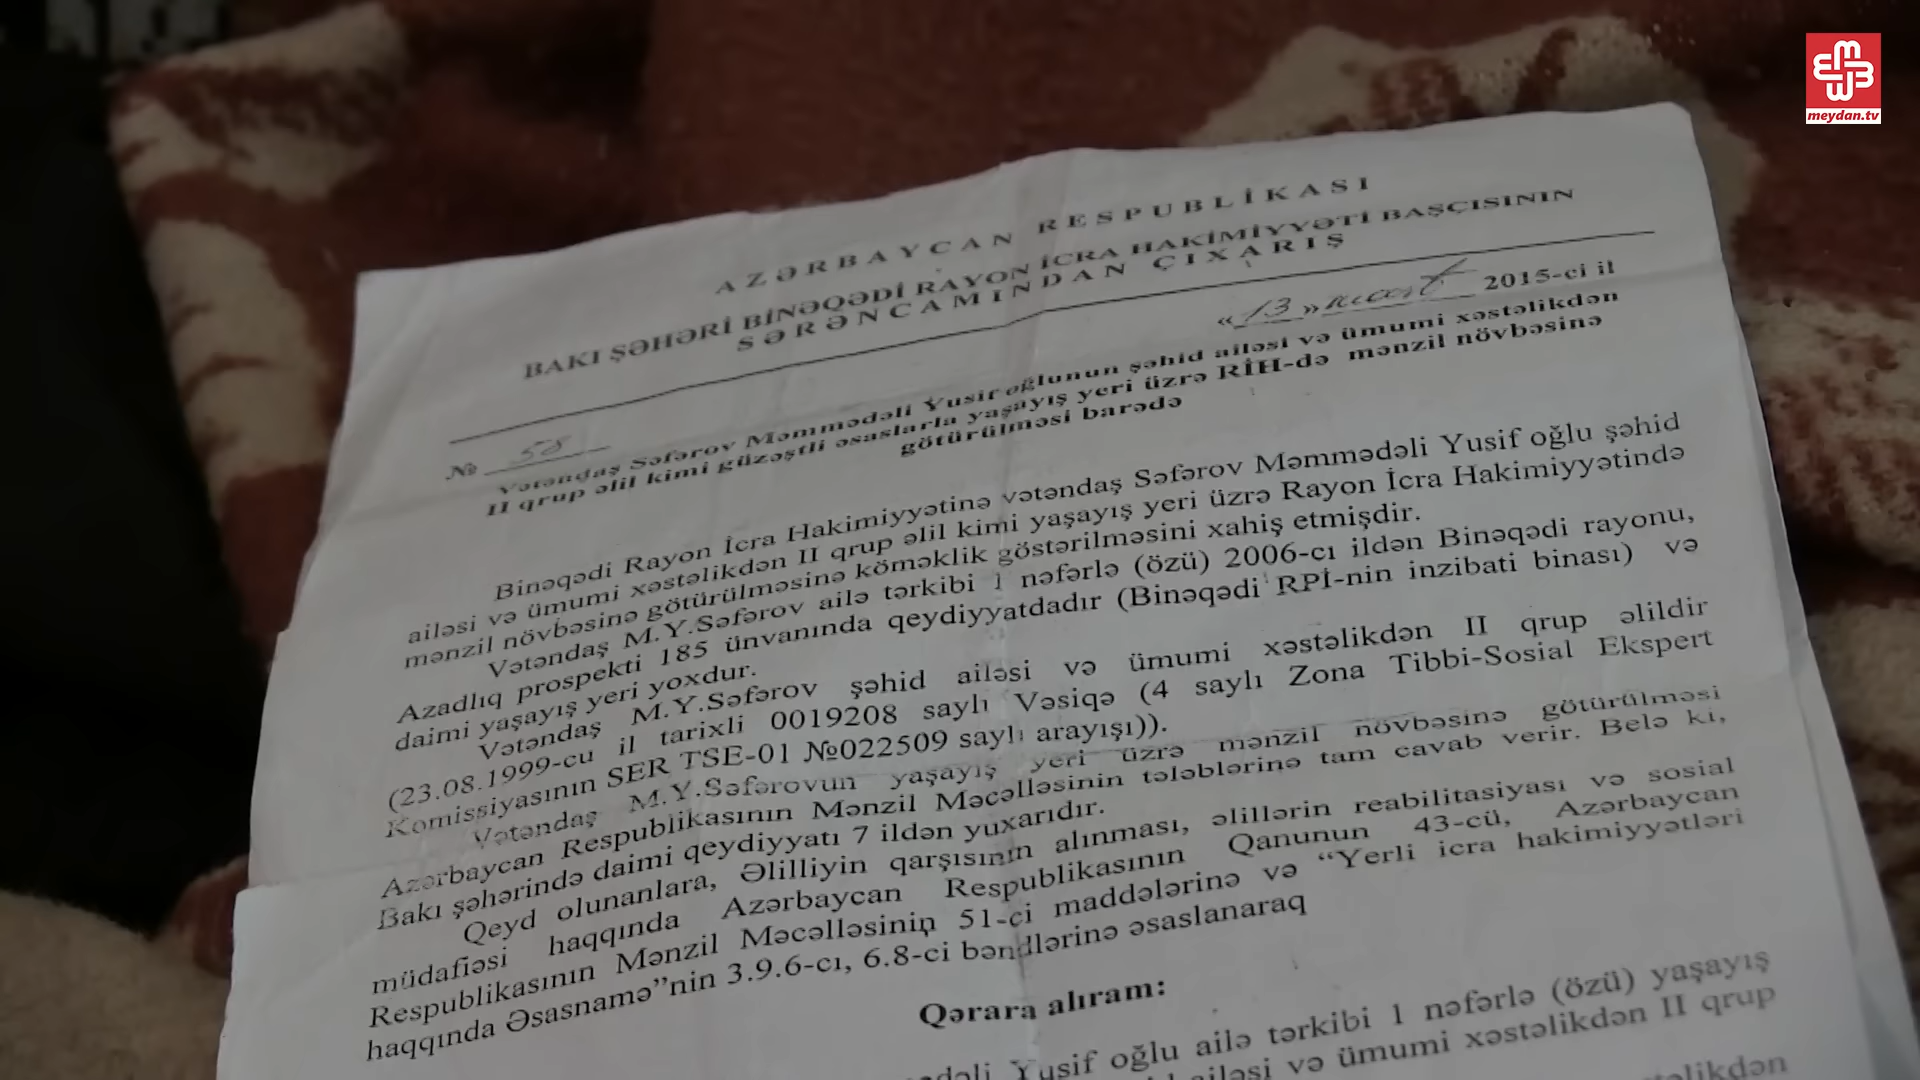 meydan.tv
AZƏRBAYCAN RESPUBLİKASI
BAKI ŞƏHƏRİ BİNƏQƏDİ RAYON İCRA HAKİMİYYƏTİ BAŞÇISININ
SƏRƏNCAMINDAN ÇIXARIŞ
« 13 » mart 2015-ci il
№ 58
Vətəndaş Səfərov Məmmədəli Yusif oğlunun şəhid ailəsi və ümumi xəstəlikdən
II qrup əlil kimi güzəştli əsaslarla yaşayış yeri üzrə RİH-də mənzil növbəsinə
götürülməsi barədə
Binəqədi Rayon İcra Hakimiyyətinə vətəndaş Səfərov Məmmədəli Yusif oğlu şəhid
ailəsi və ümumi xəstəlikdən II qrup əlil kimi yaşayış yeri üzrə Rayon İcra Hakimiyyətində
mənzil növbəsinə götürülməsinə köməklik göstərilməsini xahiş etmişdir.
Vətəndaş M.Y.Səfərov ailə tərkibi 1 nəfərlə (özü) 2006-cı ildən Binəqədi rayonu,
Azadlıq prospekti 185 ünvanında qeydiyyatdadır (Binəqədi RPİ-nin inzibati binası) və
daimi yaşayış yeri yoxdur.
Vətəndaş M.Y.Səfərov şəhid ailəsi və ümumi xəstəlikdən II qrup əlildir
(23.08.1999-cu il tarixli 0019208 saylı Vəsiqə (4 saylı Zona Tibbi-Sosial Ekspert
Komissiyasının SER TSE-01 №022509 saylı arayışı)).
Vətəndaş M.Y.Səfərovun yaşayış yeri üzrə mənzil növbəsinə götürülməsi
Azərbaycan Respublikasının Mənzil Məcəlləsinin tələblərinə tam cavab verir. Belə ki,
Bakı şəhərində daimi qeydiyyatı 7 ildən yuxarıdır.
Qeyd olunanlara, Əlilliyin qarşısının alınması, əlillərin reabilitasiyası və sosial
müdafiəsi haqqında Azərbaycan Respublikasının Qanunun 43-cü, Azərbaycan
Respublikasının Mənzil Məcəlləsinin 51-ci maddələrinə və “Yerli icra hakimiyyətləri
haqqında Əsasnamə”nin 3.9.6-cı, 6.8-ci bəndlərinə əsaslanaraq
Qərara alıram:
Yusif oğlu ailə tərkibi 1 nəfərlə (özü) yaşayış
ailəsi və ümumi xəstəlikdən II qrup